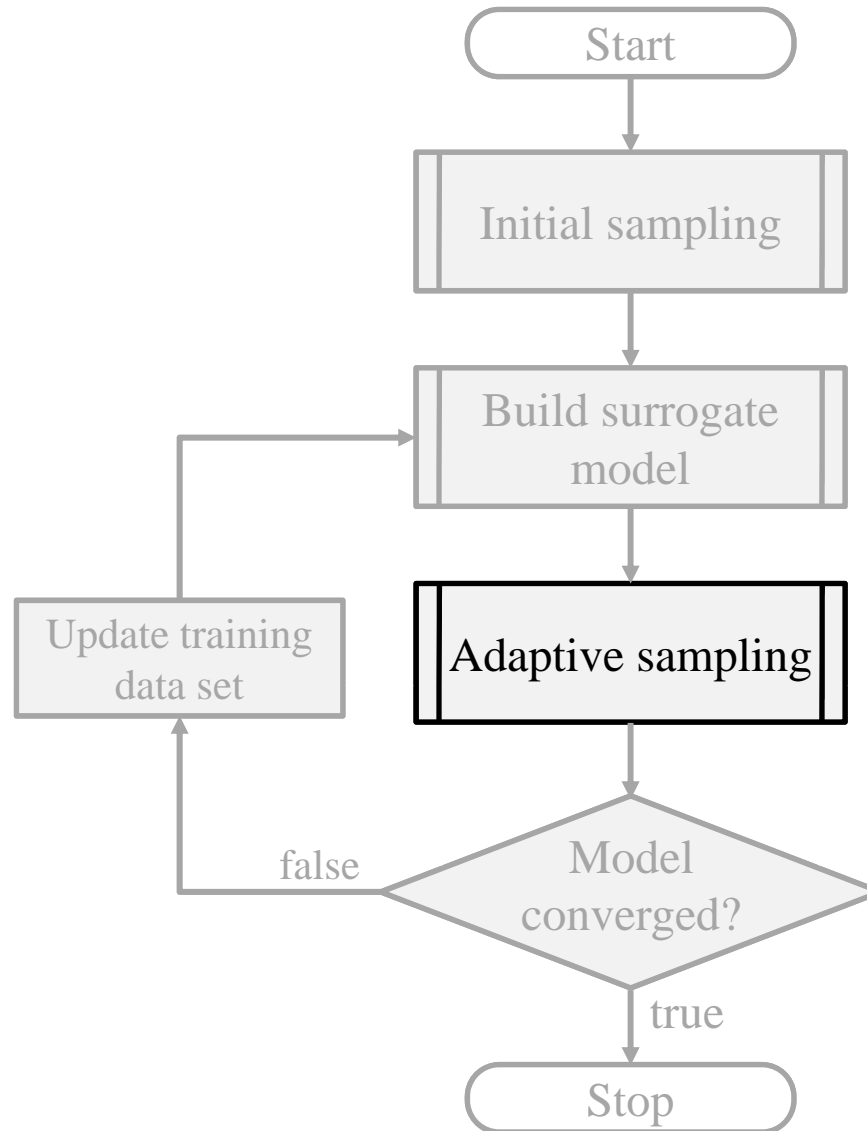 Start
Initial sampling
Build surrogate
model
Adaptive sampling
Update training
data set
Model
converged?
false
true
Stop